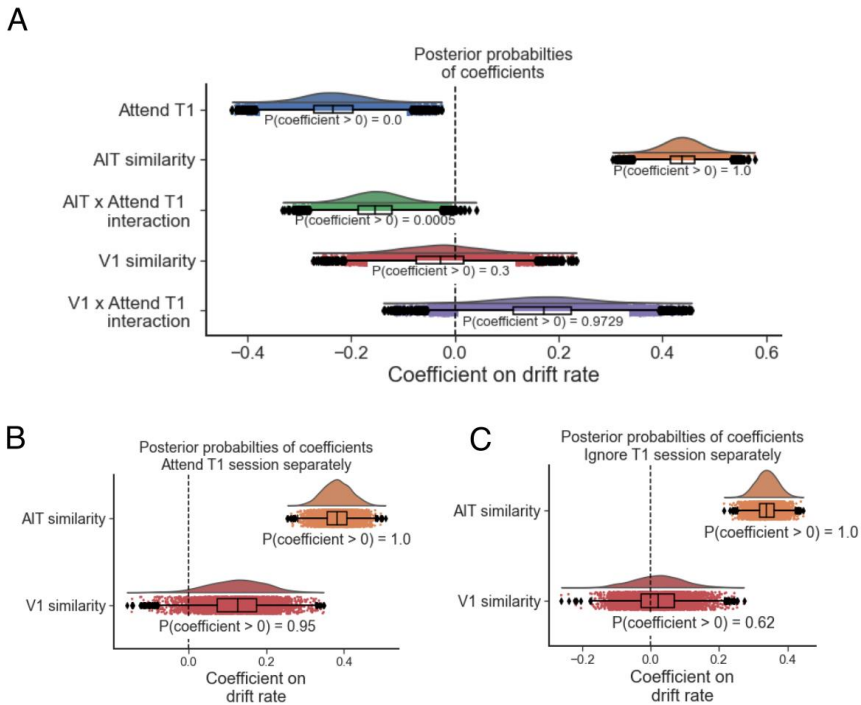 A
Posterior probabilties
of coefficients
Attend T1
P(coefficient > 0) = 0.0
AIT similarity
P(coefficient > 0) = 1.0
AIT x Attend T1
interaction
P(coefficient > 0) = 0.0005
V1 similarity
P(coefficient > 0) = 0.3
V1 x Attend T1
interaction
P(coefficient > 0) = 0.9729
−0.4 −0.2 0.0 0.2 0.4 0.6
Coefficient on drift rate
B
Posterior probabilties of coefficients
Attend T1 session separately
AIT similarity
P(coefficient > 0) = 1.0
V1 similarity
P(coefficient > 0) = 0.95
0.0 0.2 0.4
Coefficient on
drift rate
C
Posterior probabilties of coefficients
Ignore T1 session separately
AIT similarity
P(coefficient > 0) = 1.0
V1 similarity
P(coefficient > 0) = 0.62
−0.2 0.0 0.2 0.4
Coefficient on
drift rate